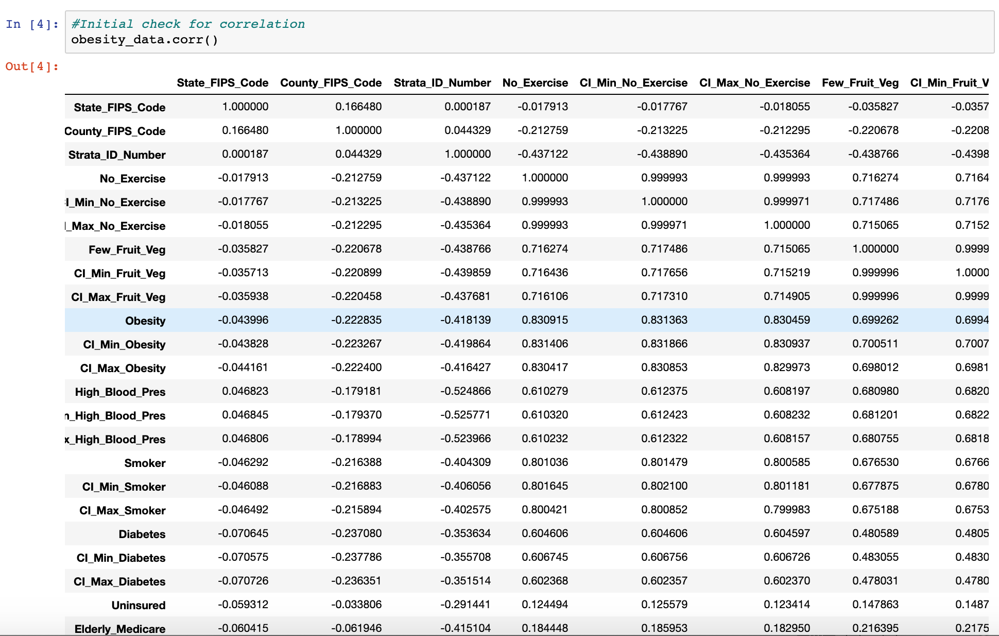 In [4]: #Initial check for correlation
obesity_data.corr()
Out[4]:
State_FIPS_Code County_FIPS_Code Strata_ID_Number No_Exercise CI_Min_No_Exercise CI_Max_No_Exercise Few_Fruit_Veg CI_Min_Fruit_V
State_FIPS_Code 1.000000 0.166480 0.000187 -0.017913 -0.017767 -0.018055 -0.035827 -0.0357
County_FIPS_Code 0.166480 1.000000 0.044329 -0.212759 -0.213225 -0.212295 -0.220678 -0.2208
Strata_ID_Number 0.000187 0.044329 1.000000 -0.437122 -0.438890 -0.435364 -0.438766 -0.4398
No_Exercise -0.017913 -0.212759 -0.437122 1.000000 0.999993 0.999993 0.716274 0.7164
I_Min_No_Exercise -0.017767 -0.213225 -0.438890 0.999993 1.000000 0.999971 0.717486 0.7176
_Max_No_Exercise -0.018055 -0.212295 -0.435364 0.999993 0.999971 1.000000 0.715065 0.7152
Few_Fruit_Veg -0.035827 -0.220678 -0.438766 0.716274 0.717486 0.715065 1.000000 0.9999
CI_Min_Fruit_Veg -0.035713 -0.220899 -0.439859 0.716436 0.717656 0.715219 0.999996 1.0000
CI_Max_Fruit_Veg -0.035938 -0.220458 -0.437681 0.716106 0.717310 0.714905 0.999996 0.9999
Obesity -0.043996 -0.222835 -0.418139 0.830915 0.831363 0.830459 0.699262 0.6994
CI_Min_Obesity -0.043828 -0.223267 -0.419864 0.831406 0.831866 0.830937 0.700511 0.7007
CI_Max_Obesity -0.044161 -0.222400 -0.416427 0.830417 0.830853 0.829973 0.698012 0.6981
High_Blood_Pres 0.046823 -0.179181 -0.524866 0.610279 0.612375 0.608197 0.680980 0.6820
n_High_Blood_Pres 0.046845 -0.179370 -0.525771 0.610320 0.612423 0.608232 0.681201 0.6822
x_High_Blood_Pres 0.046806 -0.178994 -0.523966 0.610232 0.612322 0.608157 0.680755 0.6818
Smoker -0.046292 -0.216388 -0.404309 0.801036 0.801479 0.800585 0.676530 0.6766
CI_Min_Smoker -0.046088 -0.216883 -0.406056 0.801645 0.802100 0.801181 0.677875 0.6780
CI_Max_Smoker -0.046492 -0.215894 -0.402575 0.800421 0.800852 0.799983 0.675188 0.6753
Diabetes -0.070645 -0.237080 -0.353634 0.604606 0.604606 0.604597 0.480589 0.4805
CI_Min_Diabetes -0.070575 -0.237786 -0.355708 0.606745 0.606756 0.606726 0.483055 0.4830
CI_Max_Diabetes -0.070726 -0.236351 -0.351514 0.602368 0.602357 0.602370 0.478031 0.4780
Uninsured -0.059312 -0.033806 -0.291441 0.124494 0.125579 0.123414 0.147863 0.1487
Elderly_Medicare -0.060415 -0.061946 -0.415104 0.184448 0.185953 0.182950 0.216395 0.2175